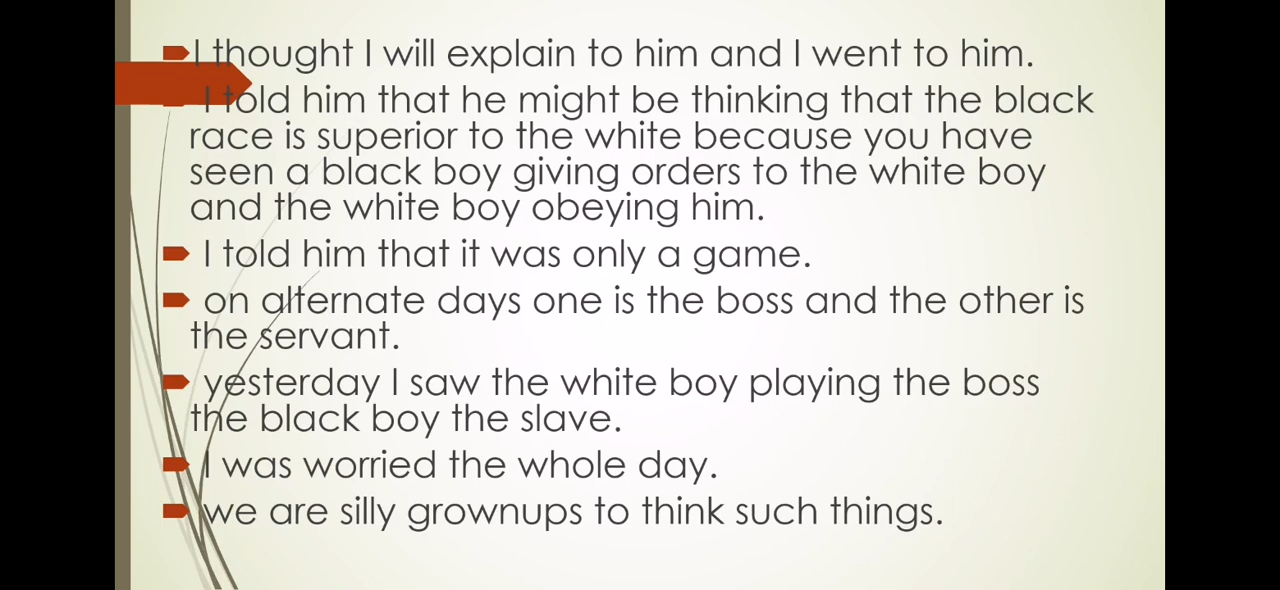 I thought I will explain to him and I went to him.
I told him that he might be thinking that the black
race is superior to the white because you have
seen a black boy giving orders to the white boy
and the white boy obeying him.
I told him that it was only a game.
on alternate days one is the boss and the other is
the servant.
yesterday I saw the white boy playing the boss
the black boy the slave.
I was worried the whole day.
we are silly grownups to think such things.